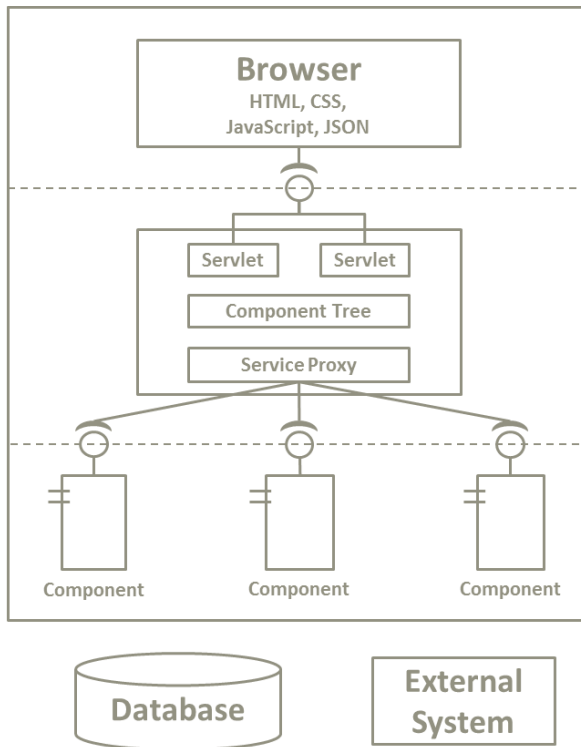 Browser
HTML, CSS,
JavaScript, JSON
Servlet Servlet
Component Tree
Service Proxy
Component Component Component
Database
External
System